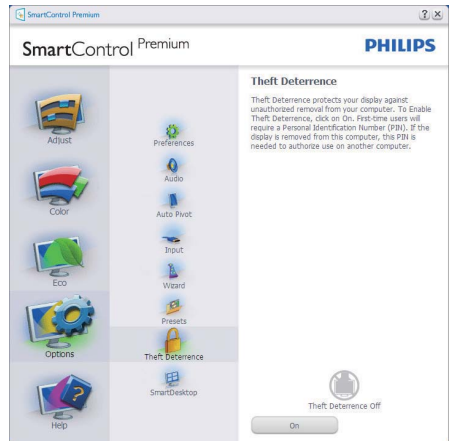 SmartControl Premium
SmartControl Premium
PHILIPS
Adjust
Color
Eco
Options
Help
Preferences
Audio
Auto Pivot
Input
Wizard
Presets
Theft Deterrence
SmartDesktop
Theft Deterrence
Theft Deterrence protects your display against
unauthorized removal from your computer. To Enable
Theft Deterrence, click on On. First-time users will
require a Personal Identification Number (PIN). If the
display is removed from this computer, this PIN is
needed to authorize use on another computer.
Theft Deterrence Off
On